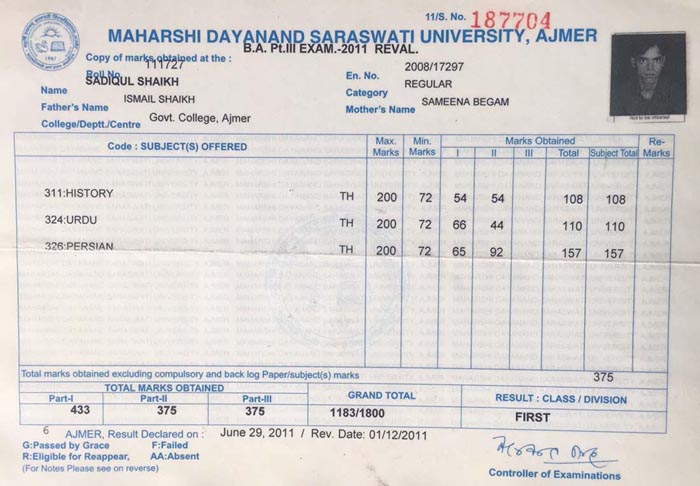 11/S. No. 187704
MAHARSHI DAYANAND SARASWATI UNIVERSITY, AJMER
B.A. Pt.III EXAM.-2011 REVAL.
Copy of marks obtained at the :
111727
Roll No.
SADIQUL SHAIKH
En. No. 2008/17297
Name
Category REGULAR
ISMAIL SHAIKH
Father's Name
Mother's Name SAMEENA BEGAM
College/Deptt./Centre Govt. College, Ajmer
Not to be attested
Code : SUBJECT(S) OFFERED Max. Marks Min. Marks Marks Obtained Re-Marks
I II III Total Subject Total
311:HISTORY TH 200 72 54 54 108 108
324:URDU TH 200 72 66 44 110 110
326:PERSIAN TH 200 72 65 92 157 157
Total marks obtained excluding compulsory and back log Paper/subject(s) marks 375
TOTAL MARKS OBTAINED GRAND TOTAL RESULT : CLASS / DIVISION
Part-I Part-II Part-III
433 375 375 1183/1800 FIRST
6 AJMER, Result Declared on : June 29, 2011 / Rev. Date: 01/12/2011
G:Passed by Grace F:Failed
R:Eligible for Reappear, AA:Absent
(For Notes Please see on reverse)
Controller of Examinations